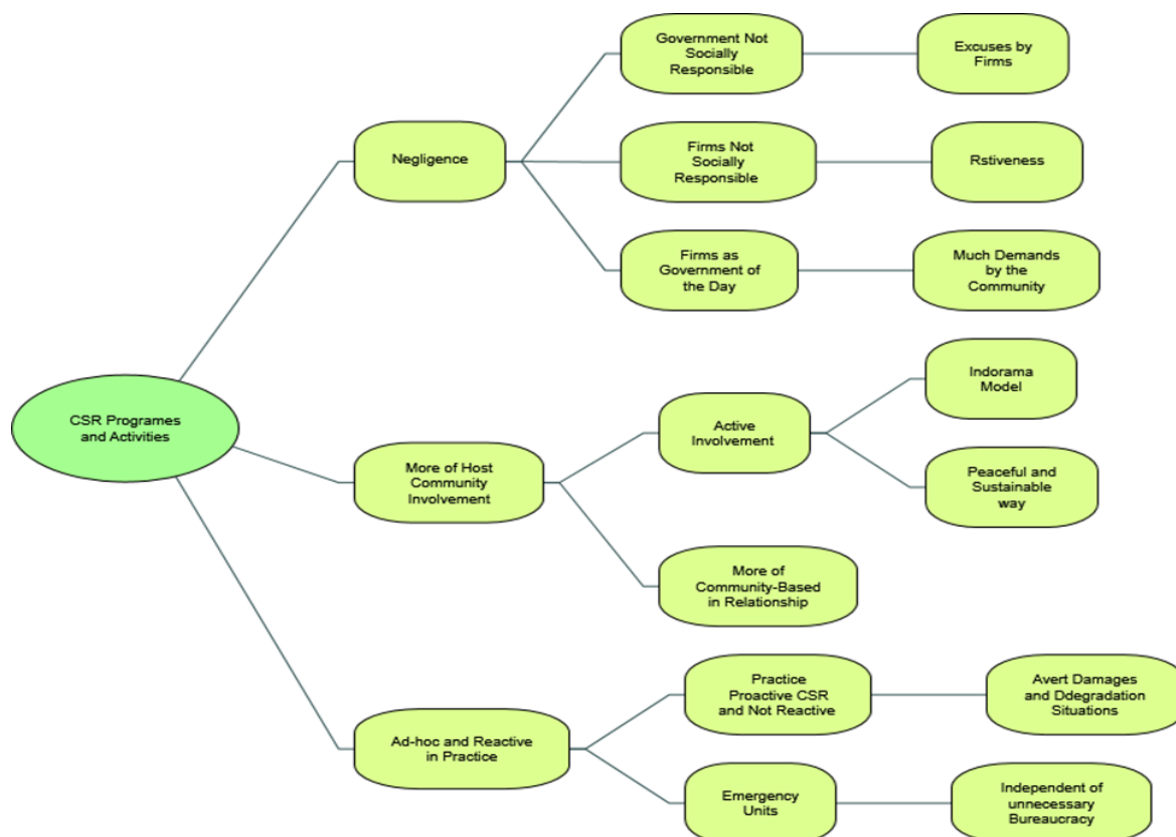 Government Not
Socially
Responsible
Excuses by
Firms
Negligence
Firms Not
Socially
Responsible
Rstiveness
Firms as
Government of
the Day
Much Demands
by the
Community
CSR Programes
and Activities
More of Host
Community
Involvement
Active
Involvement
Indorama
Model
Peaceful and
Sustainable
way
More of
Community-Based
in Relationship
Ad-hoc and Reactive
in Practice
Practice
Proactive CSR
and Not Reactive
Avert Damages
and Ddegradation
Situations
Emergency
Units
Independent of
unnecessary
Bureaucracy